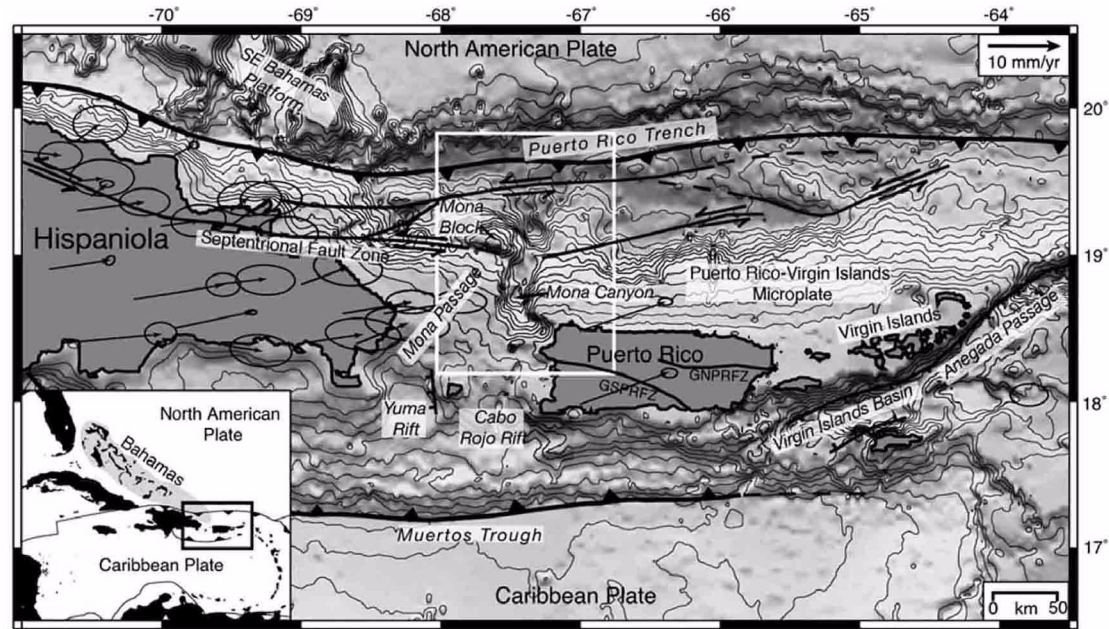 -70 -69 -68 -67 -66 -65 -64
North American Plate
10 mm/yr
SE Bahamas
Platform
20°
Puerto Rico Trench
Mona
Block
Hispaniola
Septentrional Fault Zone
19°
Puerto Rico-Virgin Islands
Microplate
Mona Canyon
Mona Passage
Virgin Islands
Anegada Passage
Puerto Rico
GNPRFZ
GSPRFZ
18°
Virgin Islands Basin
Yuma
Rift
Cabo
Rojo Rift
North American
Plate
Bahamas
Muertos Trough
17°
Caribbean Plate
Caribbean Plate
0 km 50